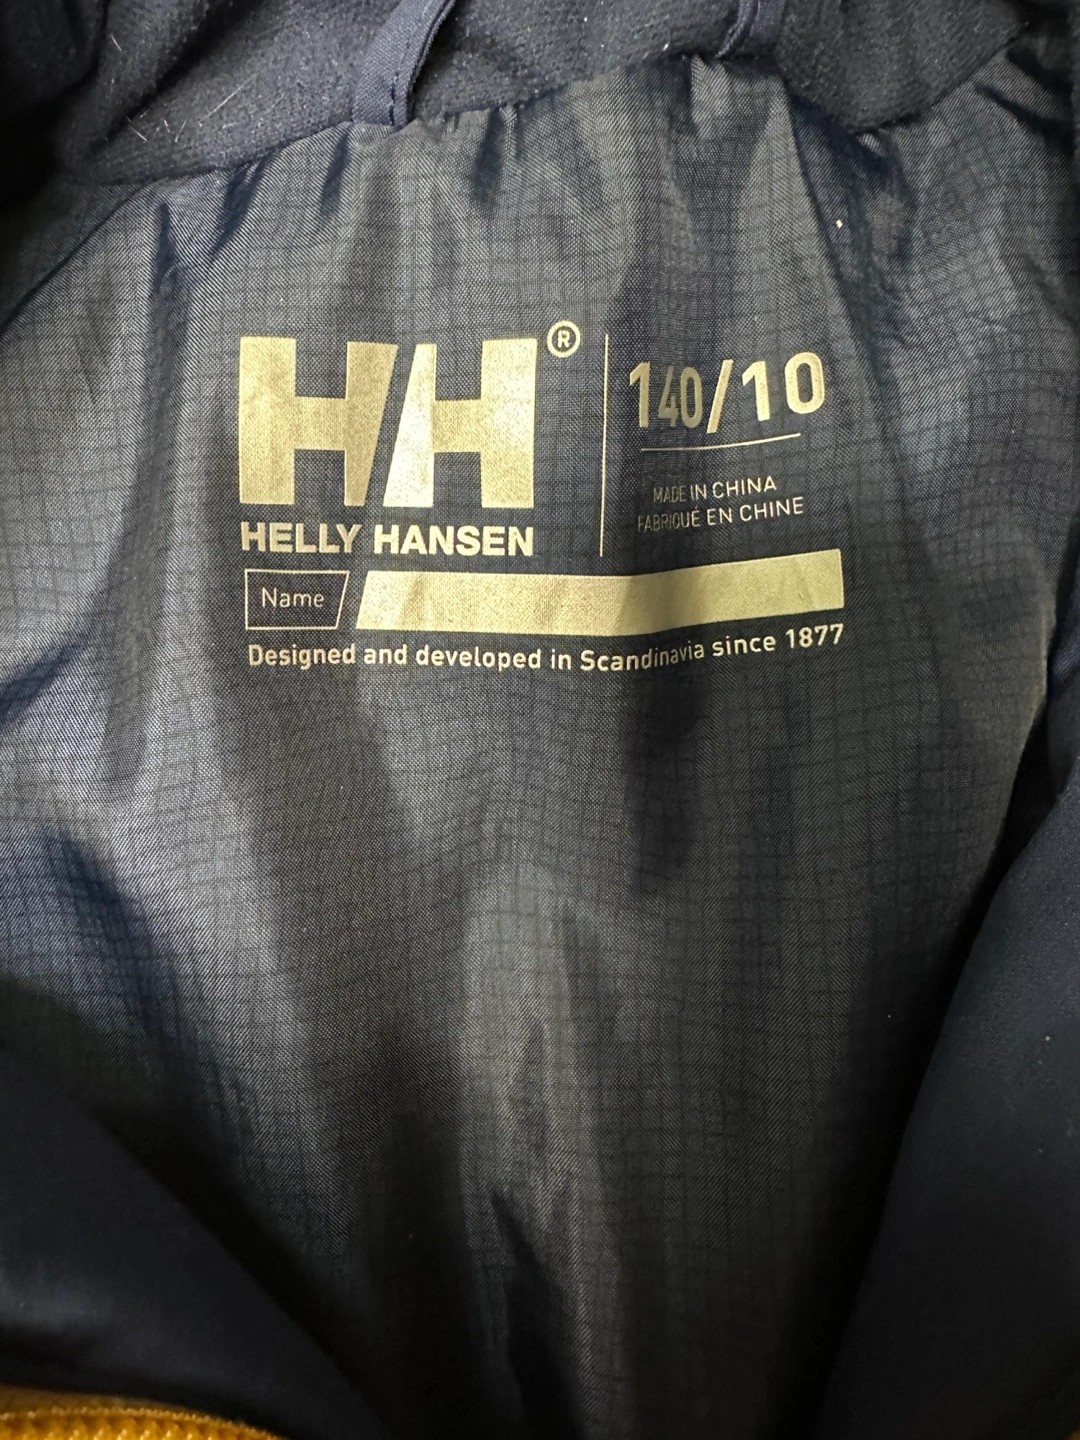 HH®
HELLY HANSEN
140/10
MADE IN CHINA
FABRIQUÉ EN CHINE
Name
Designed and developed in Scandinavia since 1877